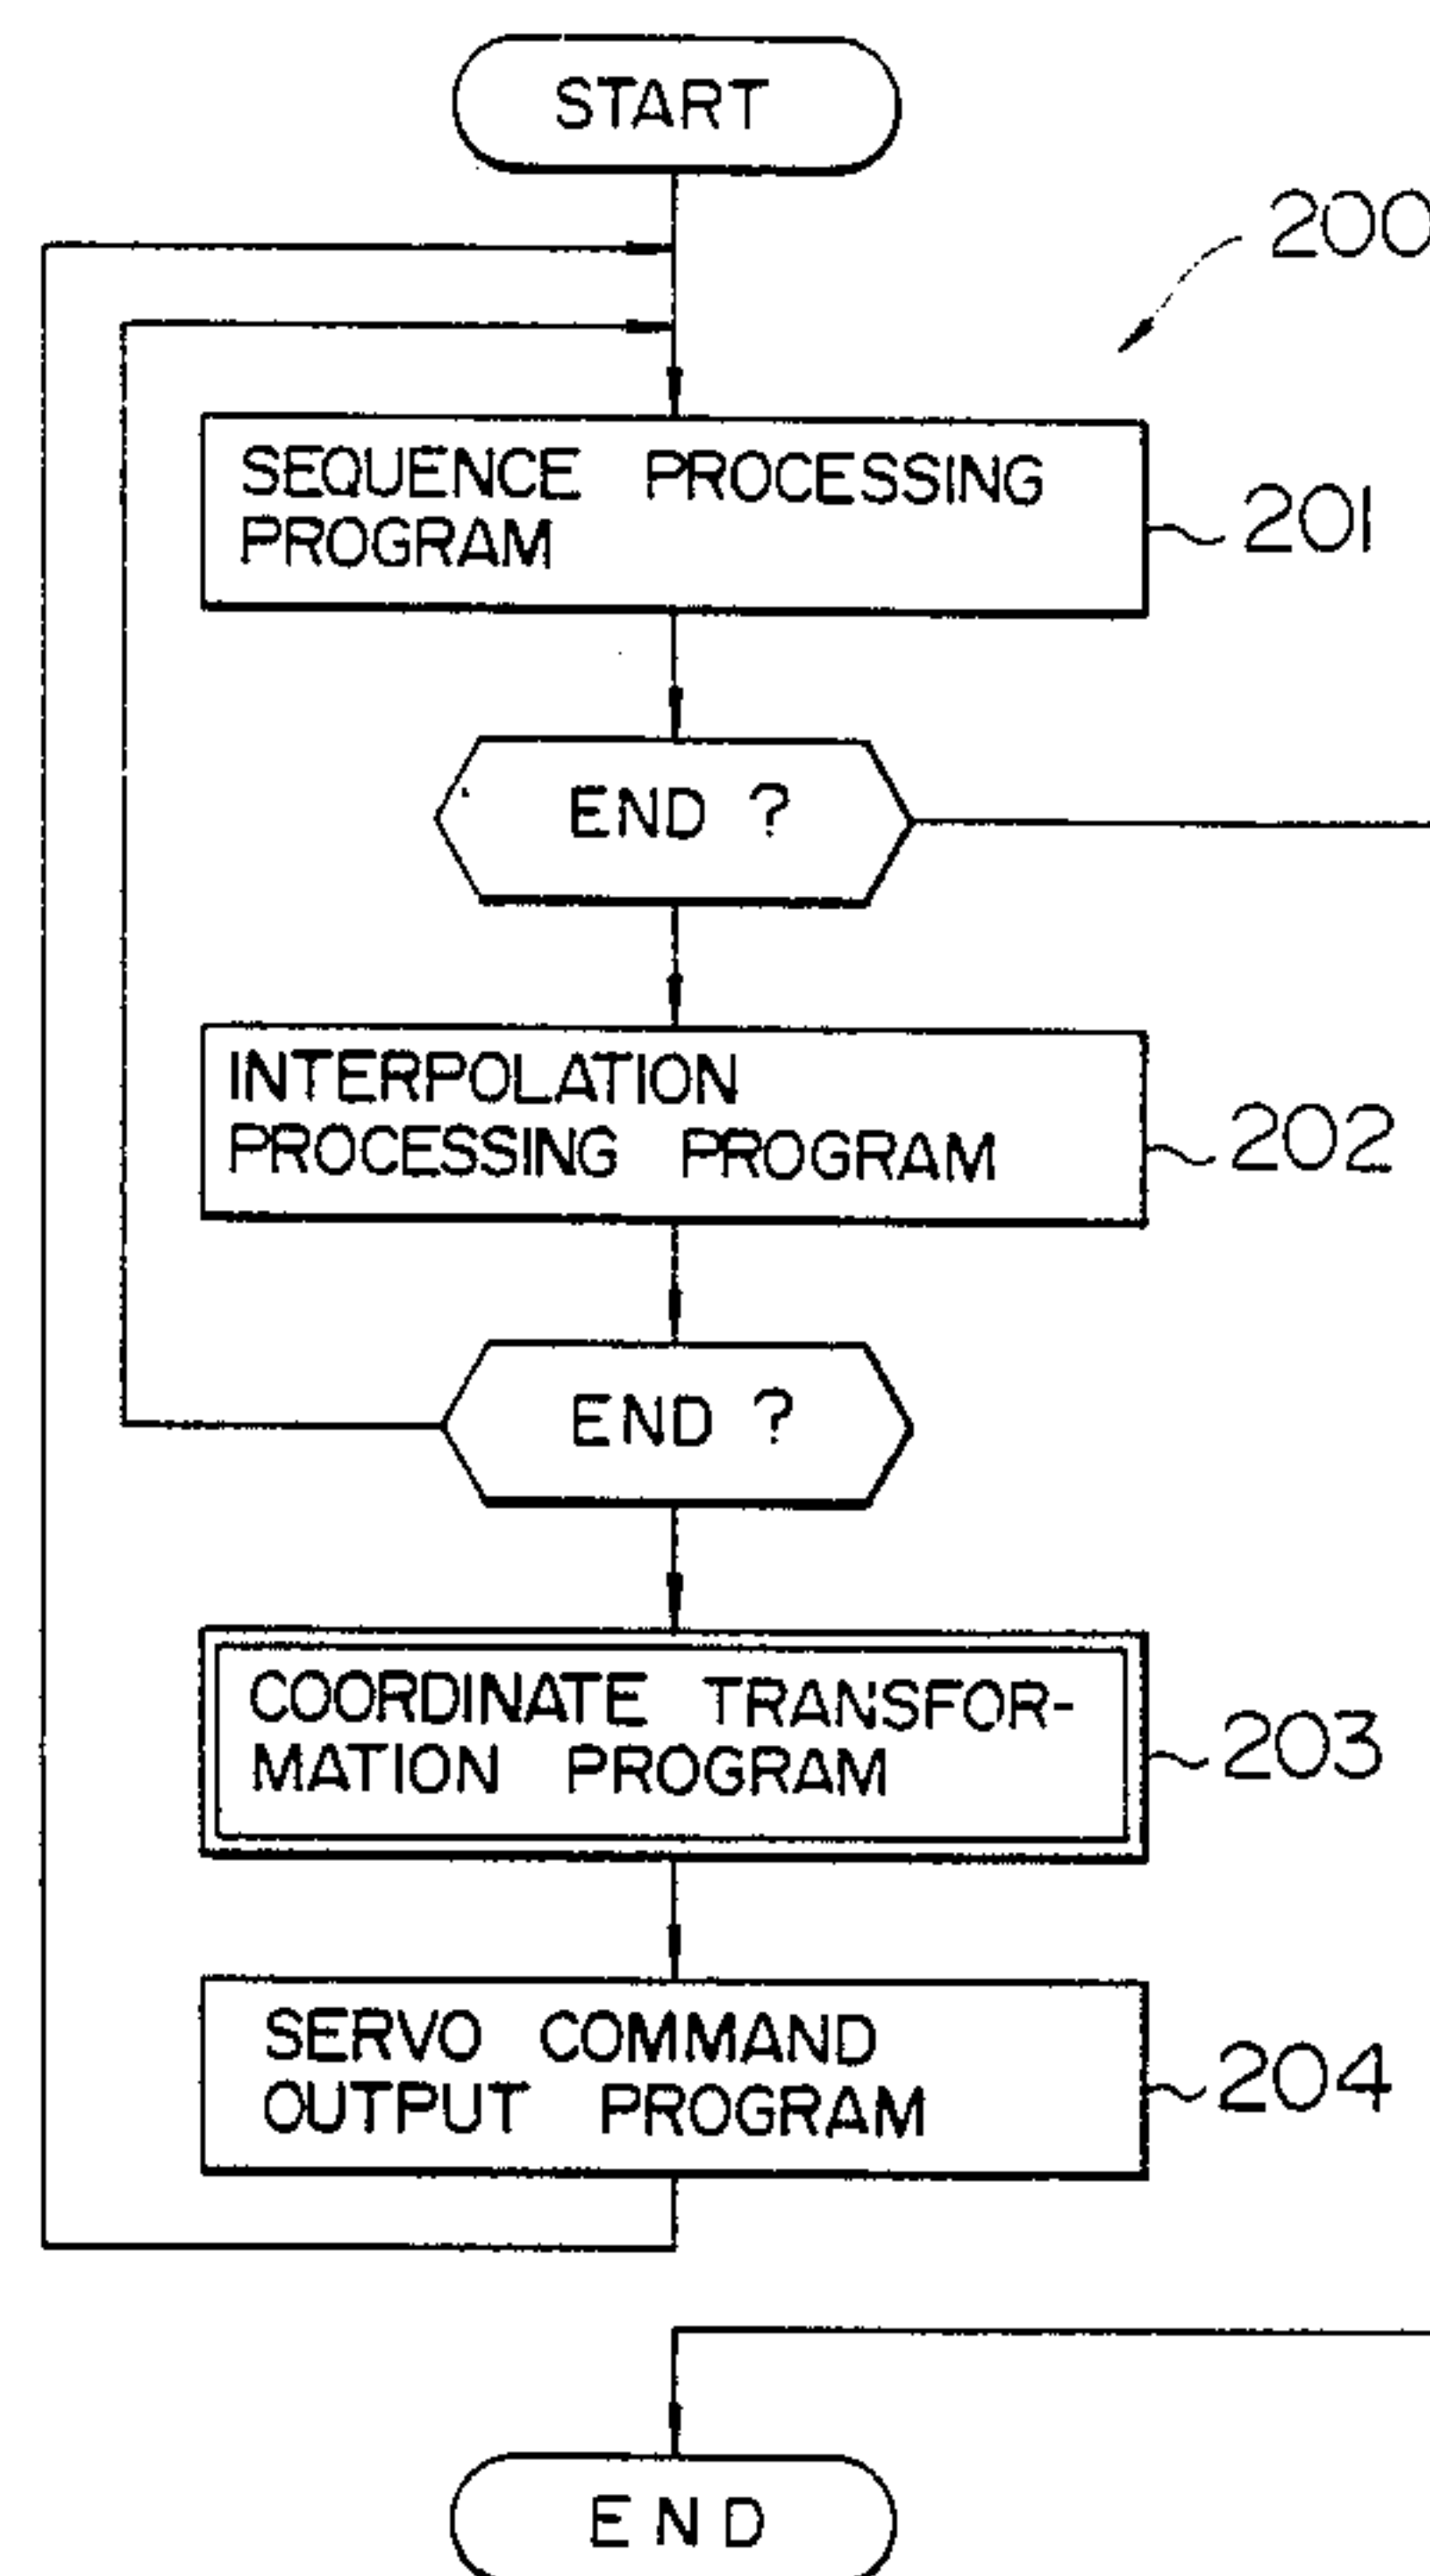 START
200
SEQUENCE PROCESSING
PROGRAM
201
END ?
INTERPOLATION
PROCESSING PROGRAM
202
END ?
COORDINATE TRANSFOR-
MATION PROGRAM
203
SERVO COMMAND
OUTPUT PROGRAM
204
END